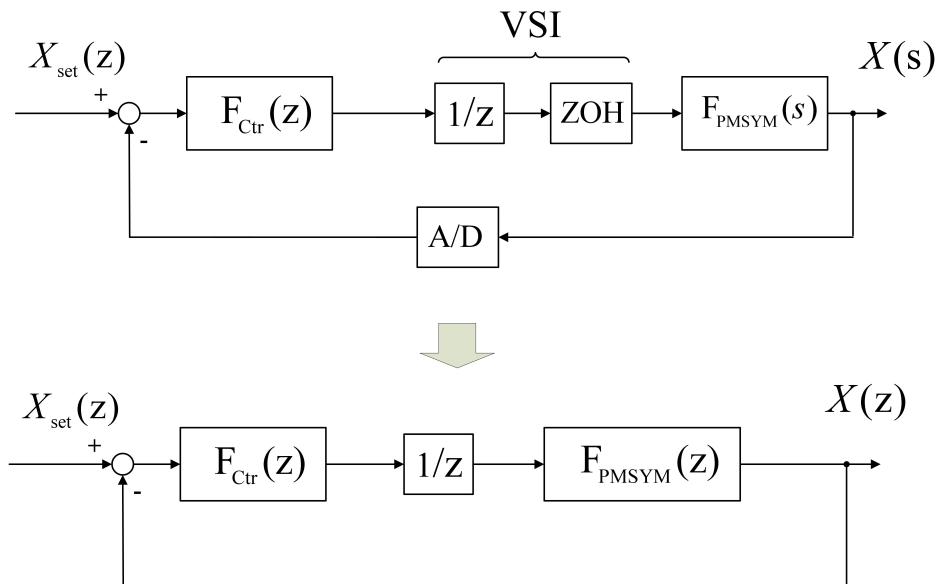 VSI
X_set(z)
X(s)
+
F_Ctr(z)
1/z
ZOH
F_PMSYM(s)
-
A/D
X_set(z)
X(z)
+
F_Ctr(z)
1/z
F_PMSYM(z)
-